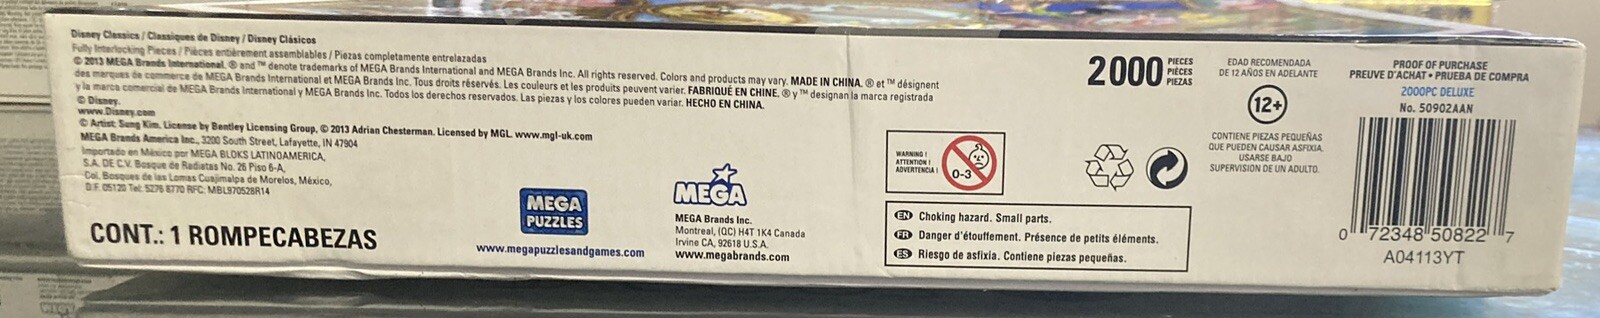 Disney Classics / Classiques de Disney / Disney Clásicos
Fully Interlocking Pieces / Pièces entièrement assemblables / Piezas completamente entrelazadas
© 2013 MEGA Brands International. ® and ™ denote trademarks of MEGA Brands International and MEGA Brands Inc. All rights reserved. Colors and products may vary. MADE IN CHINA. ® et ™ désignent
des marques de commerce de MEGA Brands International et MEGA Brands Inc. Tous droits réservés. Les couleurs et les produits peuvent varier. FABRIQUÉ EN CHINE. ® y ™ designan la marca registrada
y la marca comercial de MEGA Brands International y MEGA Brands Inc. Todos los derechos reservados. Las piezas y los colores pueden variar. HECHO EN CHINA.
© Disney.
www.Disney.com
© Artist: Sung Kim. License by Bentley Licensing Group, © 2013 Adrian Chesterman. Licensed by MGL. www.mgl-uk.com
MEGA Brands America Inc., 3200 South Street, Lafayette, IN 47904
Importado en México por MEGA BLOKS LATINOAMERICA,
S.A. DE C.V. Bosque de Radiatas No. 26 Piso 6-A,
Col. Bosques de las Lomas Cuajimalpa de Morelos, México,
D.F. 05120 Tel: 5276 8770 RFC: MBL970528R14
CONT.: 1 ROMPECABEZAS
MEGA
PUZZLES
www.megapuzzlesandgames.com
MEGA
MEGA Brands Inc.
Montreal, (QC) H4T 1K4 Canada
Irvine CA, 92618 U.S.A.
www.megabrands.com
2000 PIECES
PIÈCES
PIEZAS
WARNING !
ATTENTION !
ADVERTENCIA !
0-3
EN Choking hazard. Small parts.
FR Danger d'étouffement. Présence de petits éléments.
ES Riesgo de asfixia. Contiene piezas pequeñas.
EDAD RECOMENDADA
DE 12 AÑOS EN ADELANTE
12+
CONTIENE PIEZAS PEQUEÑAS
QUE PUEDEN CAUSAR ASFIXIA.
USARSE BAJO
SUPERVISION DE UN ADULTO.
PROOF OF PURCHASE
PREUVE D'ACHAT • PRUEBA DE COMPRA
2000PC DELUXE
No. 50902AAN
0 72348 50822 7
A04113YT